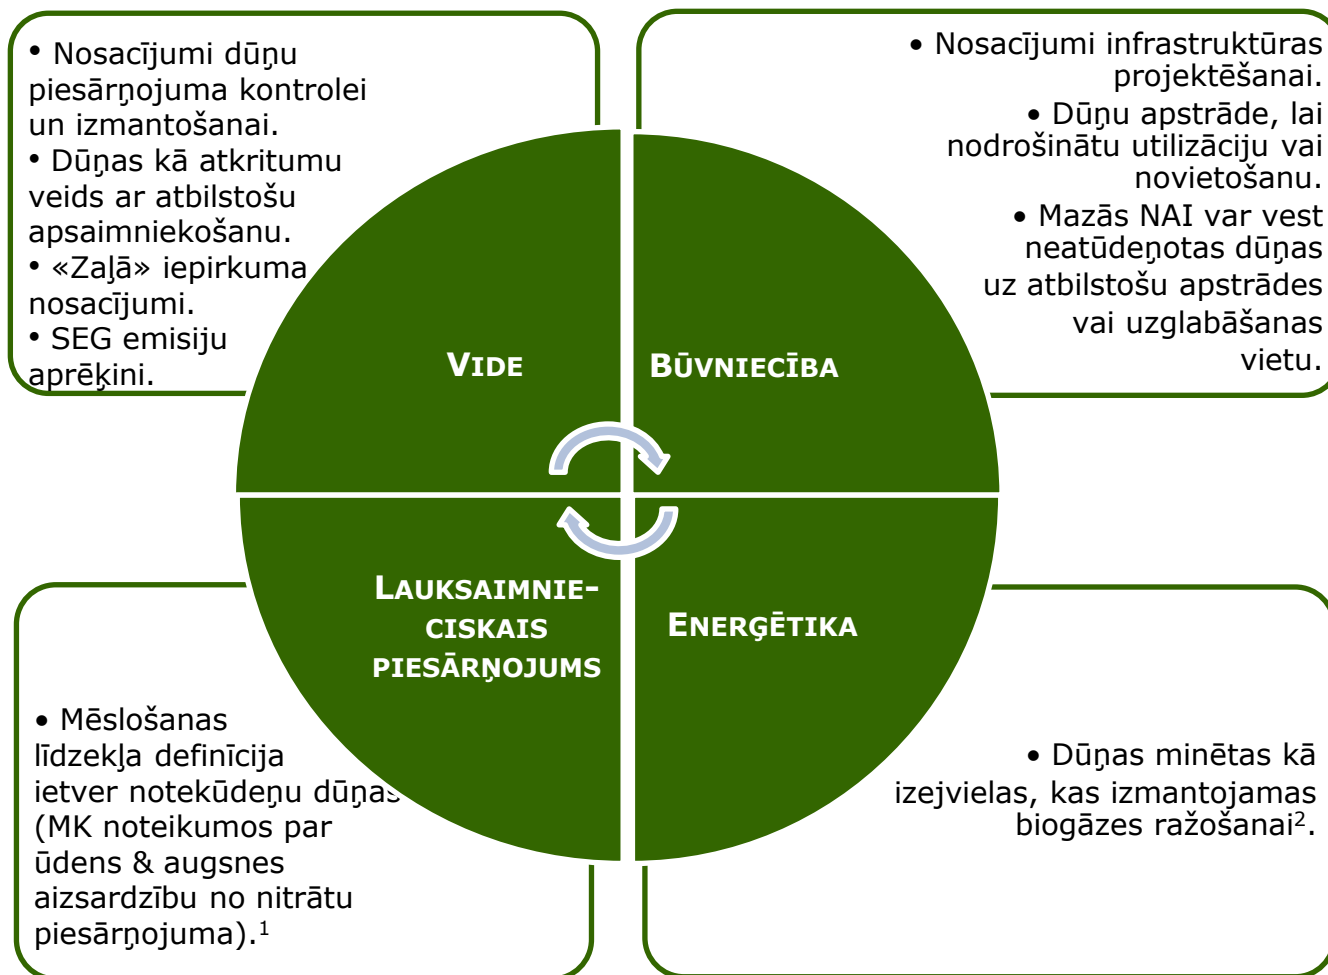 • Nosacījumi dūņu
piesārņojuma kontrolei
un izmantošanai.
• Dūņas kā atkritumu
veids ar atbilstošu
apsaimniekošanu.
• «Zaļā» iepirkuma
nosacījumi.
• SEG emisiju
aprēķini.
• Nosacījumi infrastruktūras
projektēšanai.
• Dūņu apstrāde, lai
nodrošinātu utilizāciju vai
novietošanu.
• Mazās NAI var vest
neatūdeņotas dūņas
uz atbilstošu apstrādes
vai uzglabāšanas
vietu.
VIDE
BŪVNIECĪBA
LAUKSAIMNIE-
CISKAIS
PIESĀRŅOJUMS
ENERĢĒTIKA
• Mēslošanas
līdzekļa definīcija
ietver notekūdeņu dūņas
(MK noteikumos par
ūdens & augsnes
aizsardzību no nitrātu
piesārņojuma).¹
• Dūņas minētas kā
izejvielas, kas izmantojamas
biogāzes ražošanai².